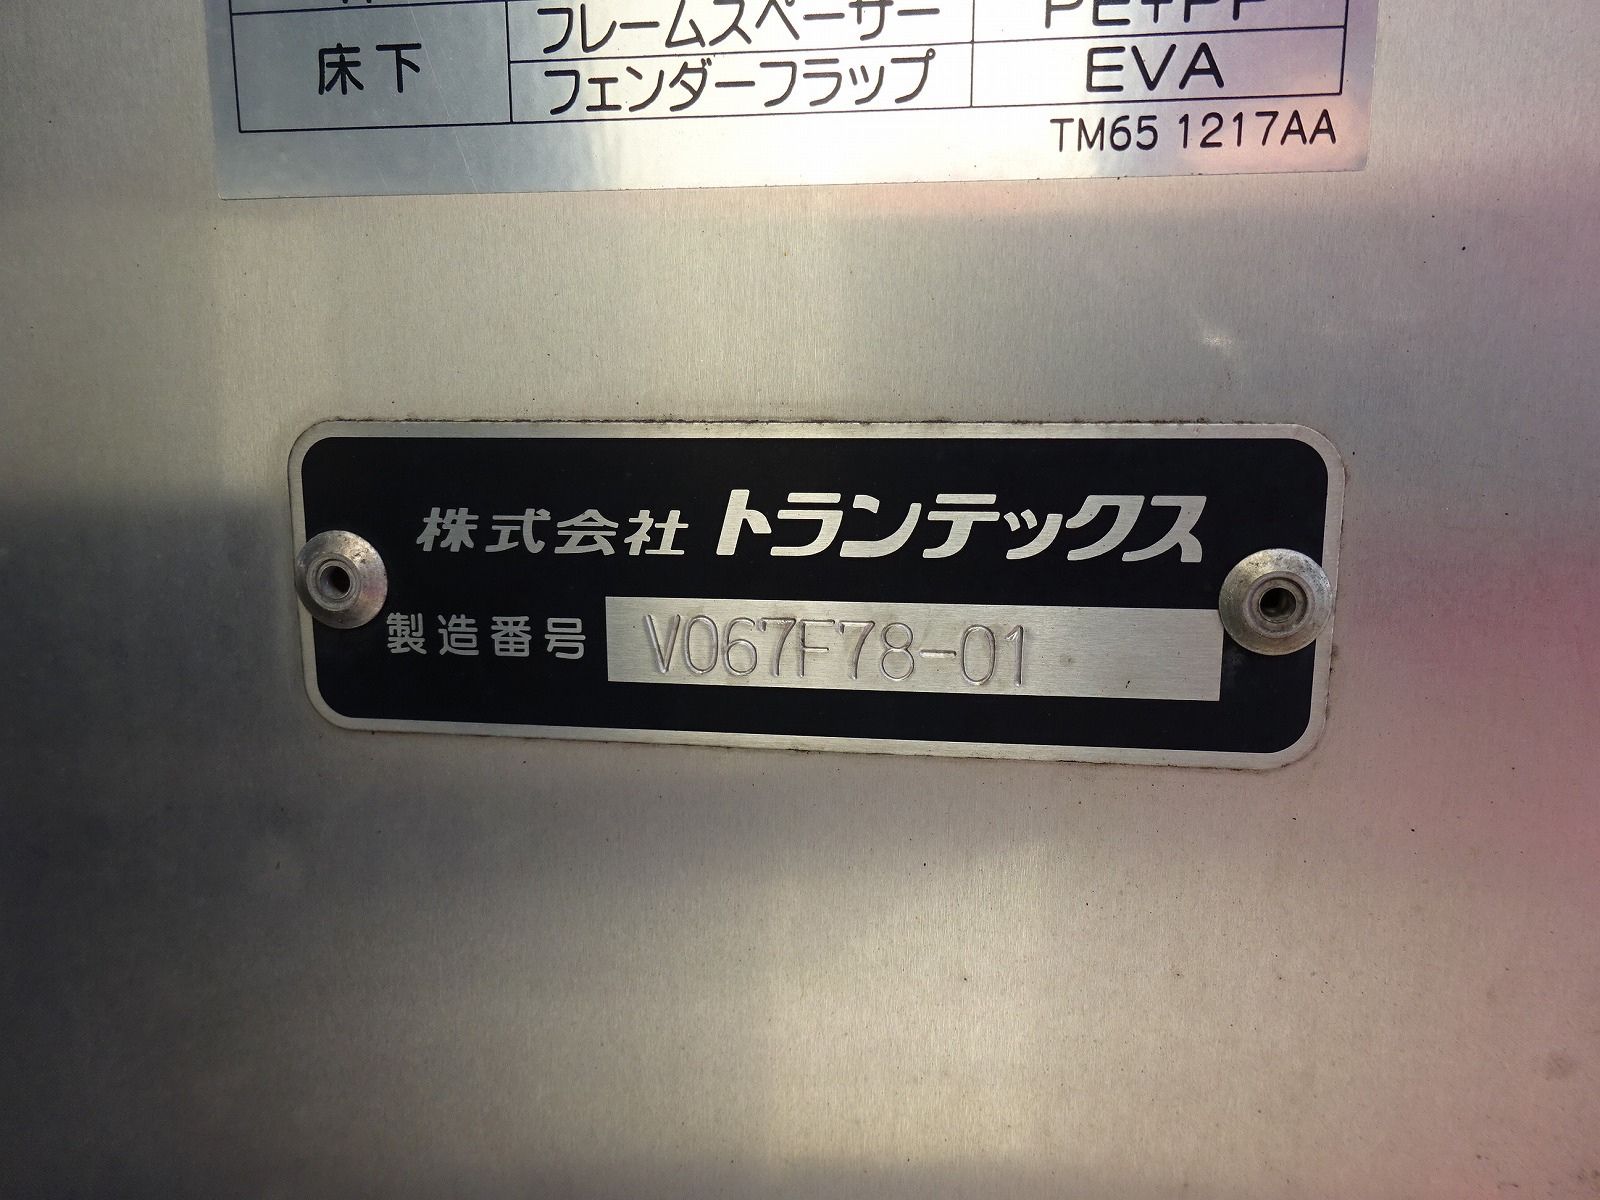 フレームスペーサー PE+PP
床下
フェンダーフラップ EVA
TM65 1217AA
株式会社 トランテックス
製造番号 V067F78-01